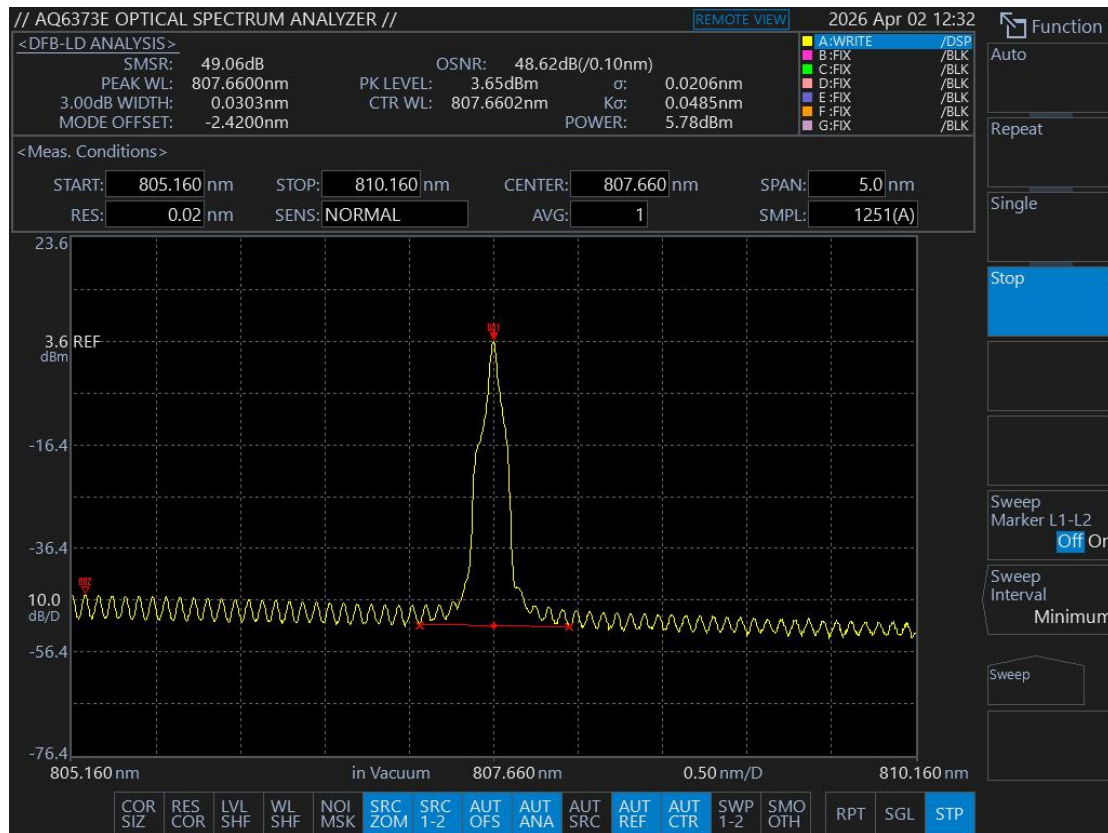 // AQ6373E OPTICAL SPECTRUM ANALYZER // REMOTE VIEW 2026 Apr 02 12:32
Function
<DFB-LD ANALYSIS>
SMSR: 49.06dB OSNR: 48.62dB(/0.10nm)
PEAK WL: 807.6600nm PK LEVEL: 3.65dBm σ: 0.0206nm
3.00dB WIDTH: 0.0303nm CTR WL: 807.6602nm Kσ: 0.0485nm
MODE OFFSET: -2.4200nm POWER: 5.78dBm
A:WRITE /DSP
B:FIX /BLK
C:FIX /BLK
D:FIX /BLK
E:FIX /BLK
F:FIX /BLK
G:FIX /BLK
<Meas. Conditions>
START: 805.160 nm STOP: 810.160 nm CENTER: 807.660 nm SPAN: 5.0 nm
RES: 0.02 nm SENS: NORMAL AVG: 1 SMPL: 1251(A)
23.6
001
3.6 REF
dBm
-16.4
-36.4
002
10.0
dB/D
-56.4
-76.4
805.160 nm in Vacuum 807.660 nm 0.50 nm/D 810.160 nm
COR SIZ
RES COR
LVL SHF
WL SHF
NOI MSK
SRC ZOM
SRC 1-2
AUT OFS
AUT ANA
AUT SRC
AUT REF
AUT CTR
SWP 1-2
SMO OTH
RPT
SGL
STP
Auto
Repeat
Single
Stop
Sweep
Marker L1-L2
Off
Sweep
Interval
Minimum
Sweep